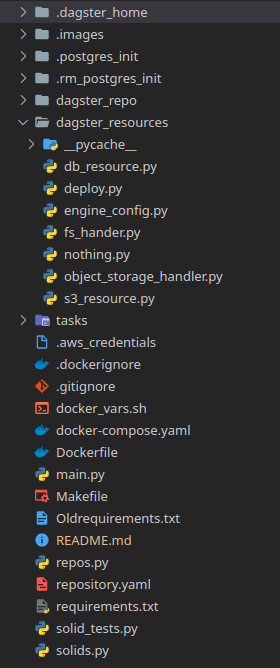 .dagster_home
.images
.postgres_init
.rm_postgres_init
dagster_repo
dagster_resources
__pycache__
db_resource.py
deploy.py
engine_config.py
fs_hander.py
nothing.py
object_storage_handler.py
s3_resource.py
tasks
.aws_credentials
.dockerignore
.gitignore
docker_vars.sh
docker-compose.yaml
Dockerfile
main.py
Makefile
Oldrequirements.txt
README.md
repos.py
repository.yaml
requirements.txt
solid_tests.py
solids.py